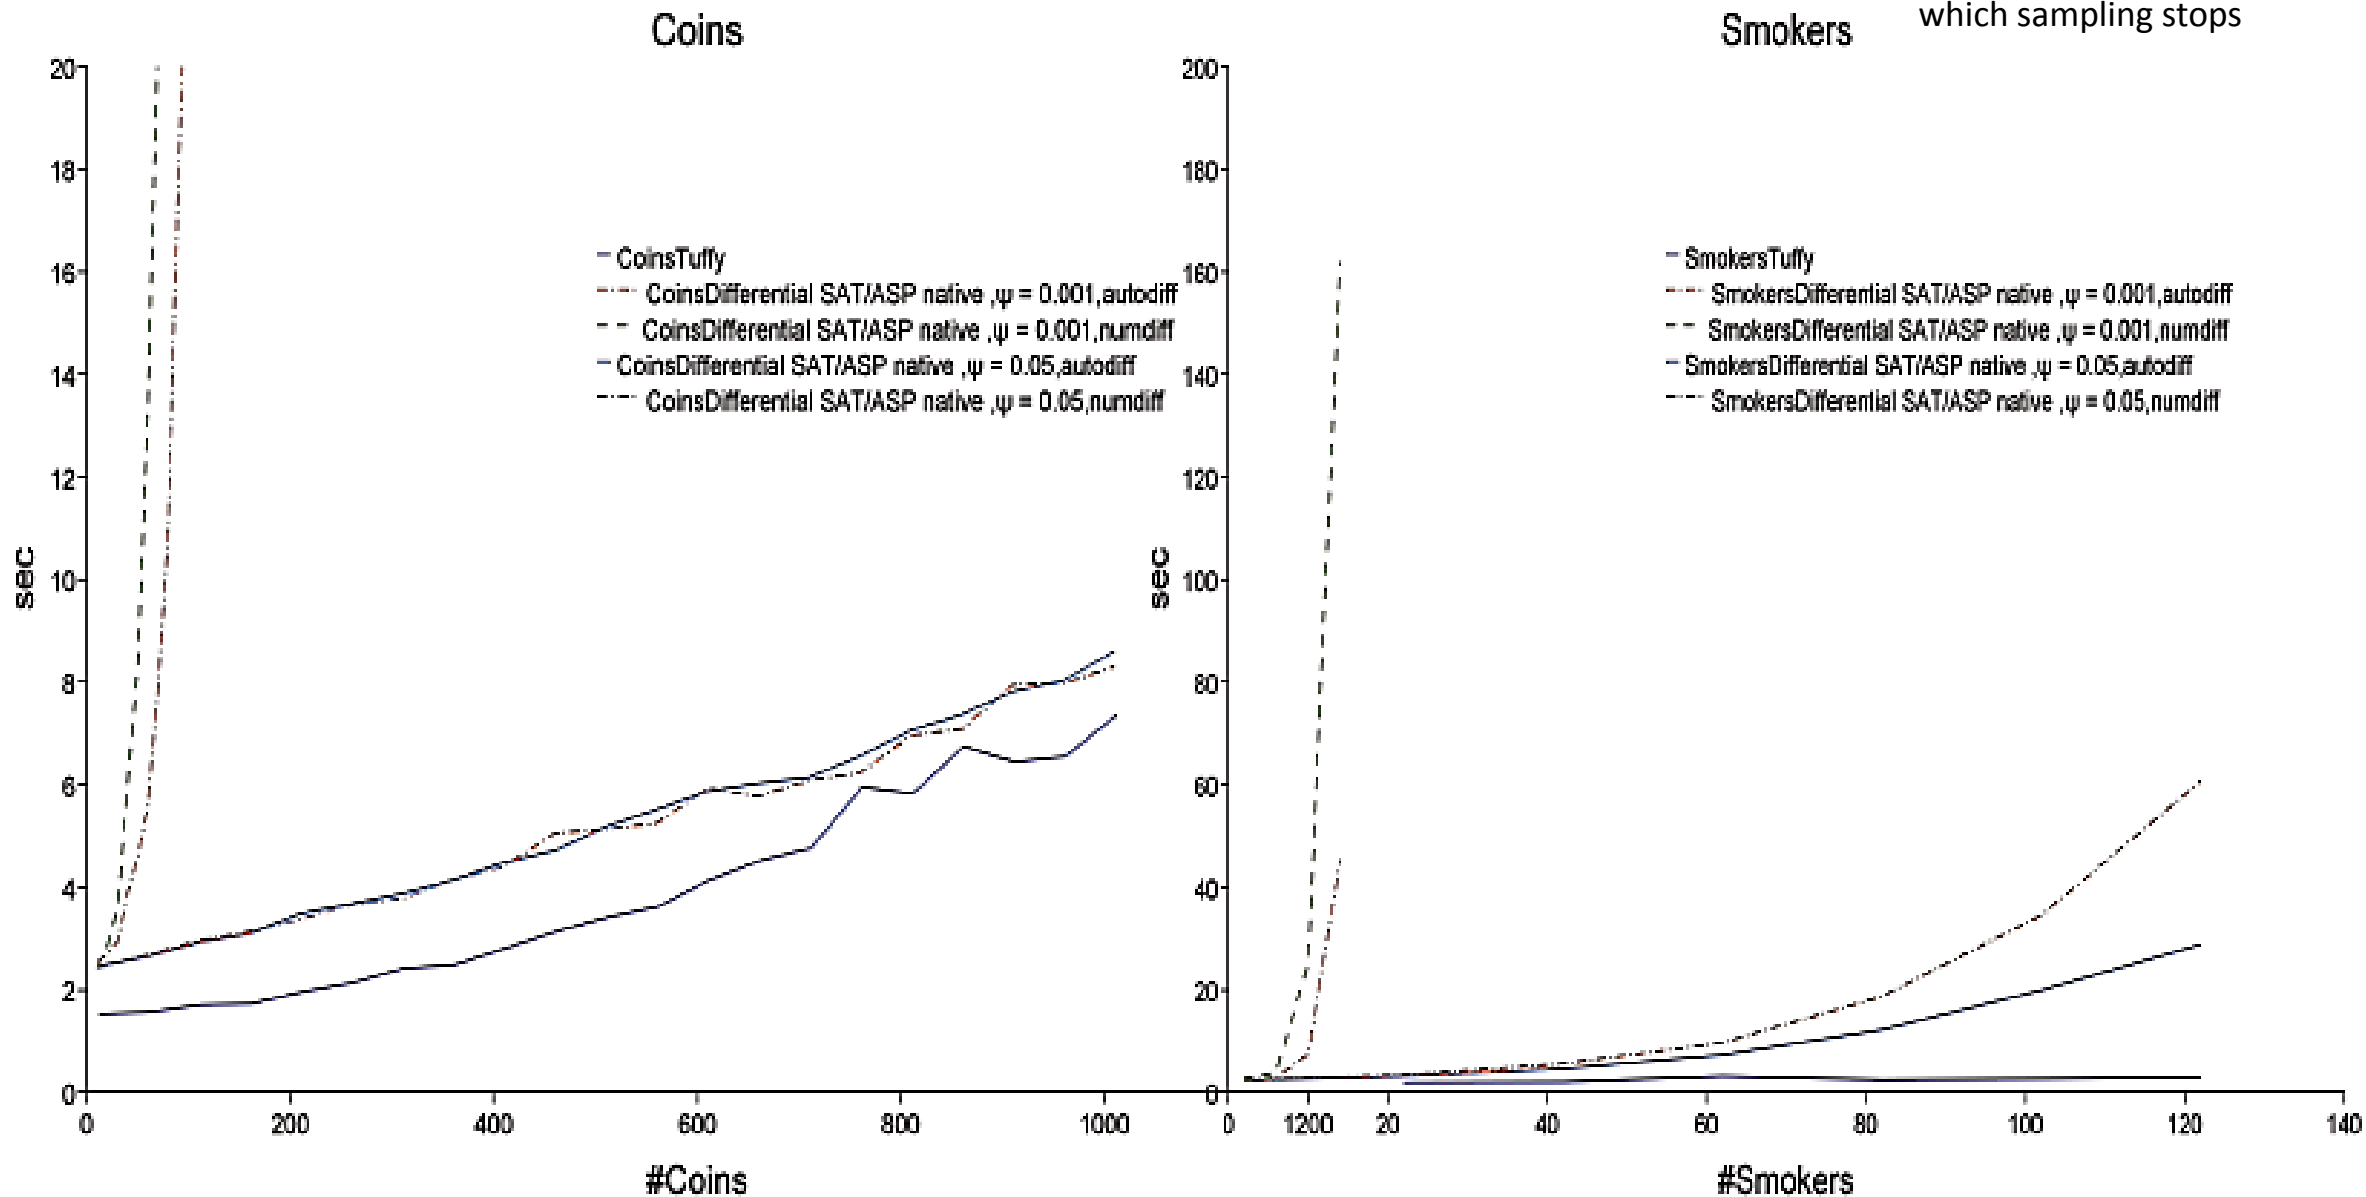 which sampling stops
Coins
Smokers
20
18
16
14
12
10
8
6
4
2
0
sec
CoinsTuffy
CoinsDifferential SAT/ASP native ,ψ = 0.001,autodiff
CoinsDifferential SAT/ASP native ,ψ = 0.001,numdiff
CoinsDifferential SAT/ASP native ,ψ = 0.05,autodiff
CoinsDifferential SAT/ASP native ,ψ = 0.05,numdiff
0
200
400
600
800
1000
1200
#Coins
200
180
160
140
120
100
80
60
40
20
0
sec
SmokersTuffy
SmokersDifferential SAT/ASP native ,ψ = 0.001,autodiff
SmokersDifferential SAT/ASP native ,ψ = 0.001,numdiff
SmokersDifferential SAT/ASP native ,ψ = 0.05,autodiff
SmokersDifferential SAT/ASP native ,ψ = 0.05,numdiff
0
20
40
60
80
100
120
140
#Smokers